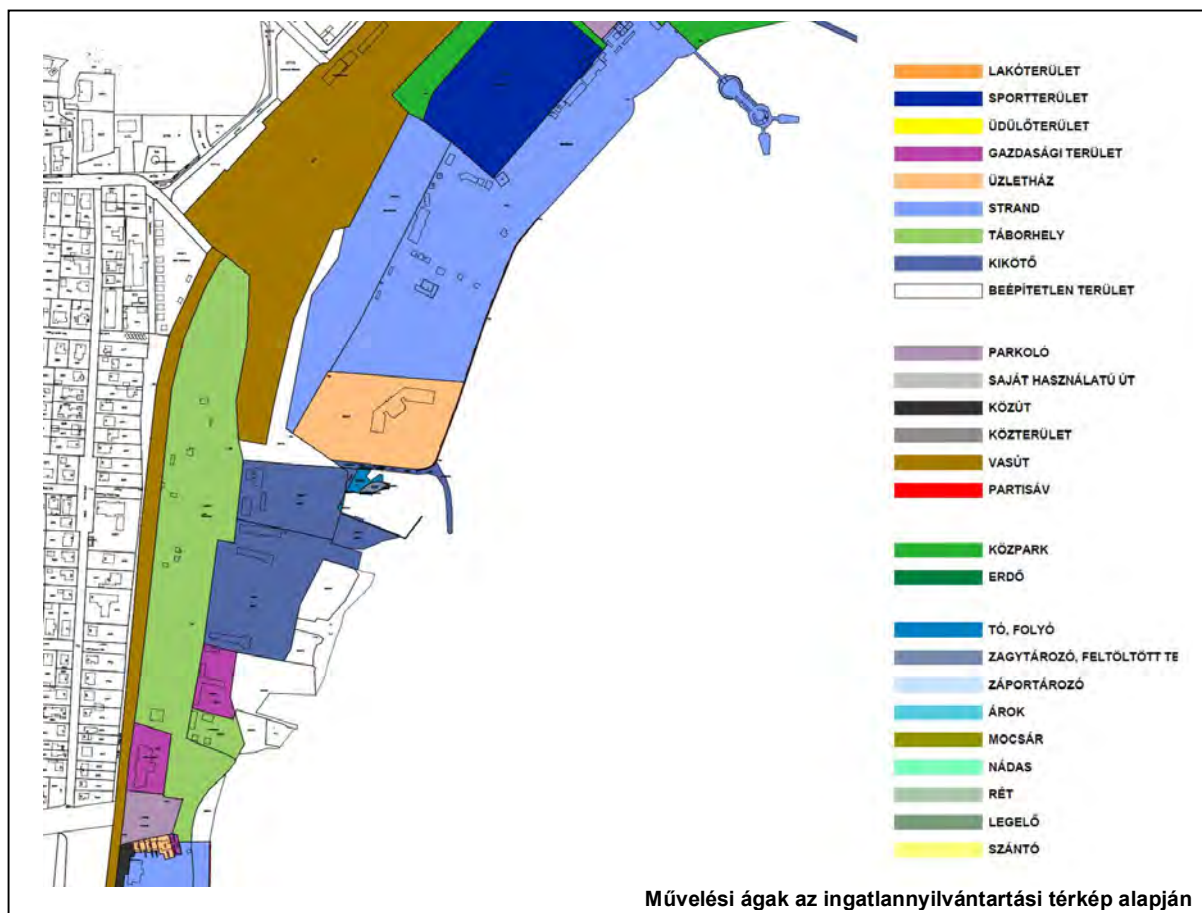 LAKÓTERÜLET
SPORTTERÜLET
ÜDÜLŐTERÜLET
GAZDASÁGI TERÜLET
ÜZLETHÁZ
STRAND
TÁBORHELY
KIKÖTŐ
BEÉPÍTETLEN TERÜLET
PARKOLÓ
SAJÁT HASZNÁLATÚ ÚT
KÖZÚT
KÖZTERÜLET
VASÚT
PARTISÁV
KÖZPARK
ERDŐ
TÓ, FOLYÓ
ZAGYTÁROZÓ, FELTÖLTÖTT TE
ZÁPORTÁROZÓ
ÁROK
MOCSÁR
NÁDAS
RÉT
LEGELŐ
SZÁNTÓ
Művelési ágak az ingatlannyilvántartási térkép alapján